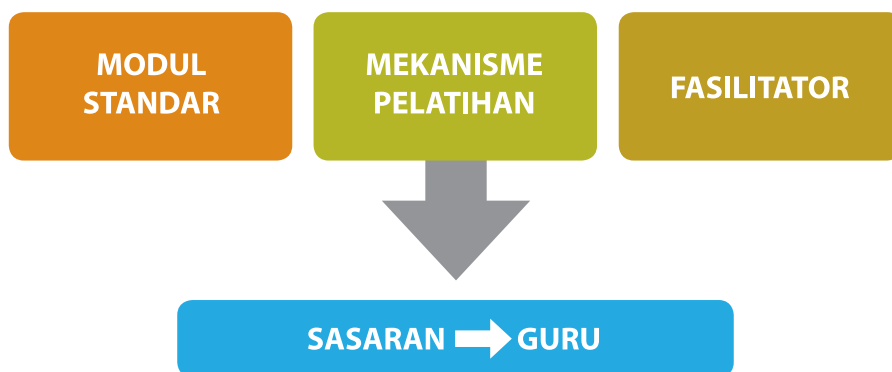 MODUL
STANDAR
MEKANISME
PELATIHAN
FASILITATOR
SASARAN GURU